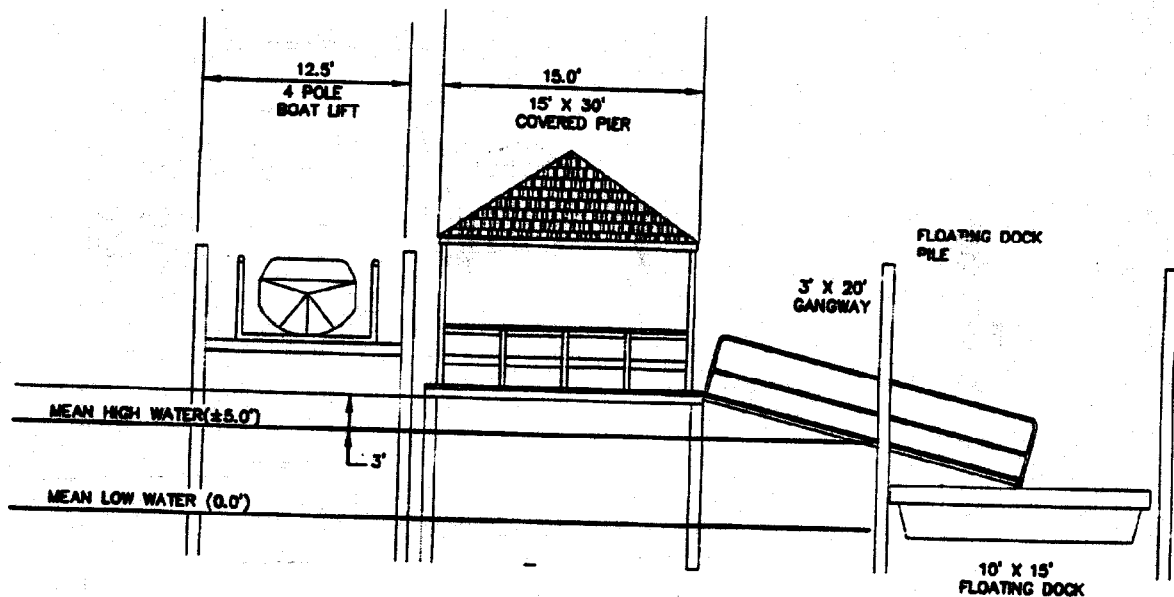 12.5'
4 POLE
BOAT LIFT
15.0'
15' X 30'
COVERED PIER
FLOATING DOCK
PILE
3' X 20'
GANGWAY
MEAN HIGH WATER(±5.0')
3'
MEAN LOW WATER (0.0')
10' X 15'
FLOATING DOCK